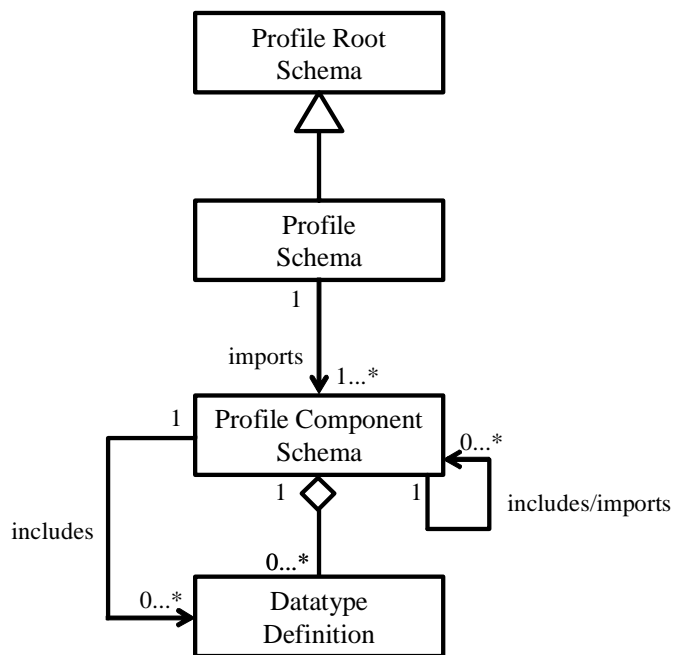 Profile Root
Schema
Profile
Schema
1
imports
1...*
Profile Component
Schema
1
0...*
1
1
includes/imports
includes
0...*
0...*
Datatype
Definition